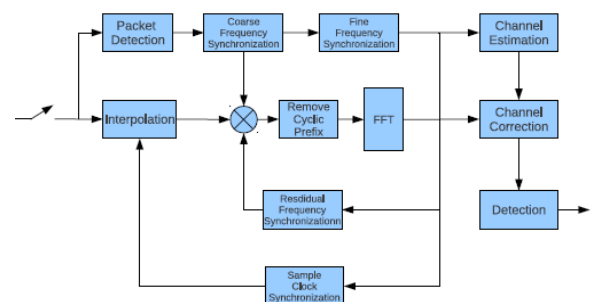 Packet
Detection
Coarse
Frequency
Synchronization
Fine
Frequency
Synchronization
Channel
Estimation
Interpolation
Remove
Cyclic
Prefix
FFT
Channel
Correction
Resdidual
Frequency
Synchronizationn
Detection
Sample
Clock
Synchronization